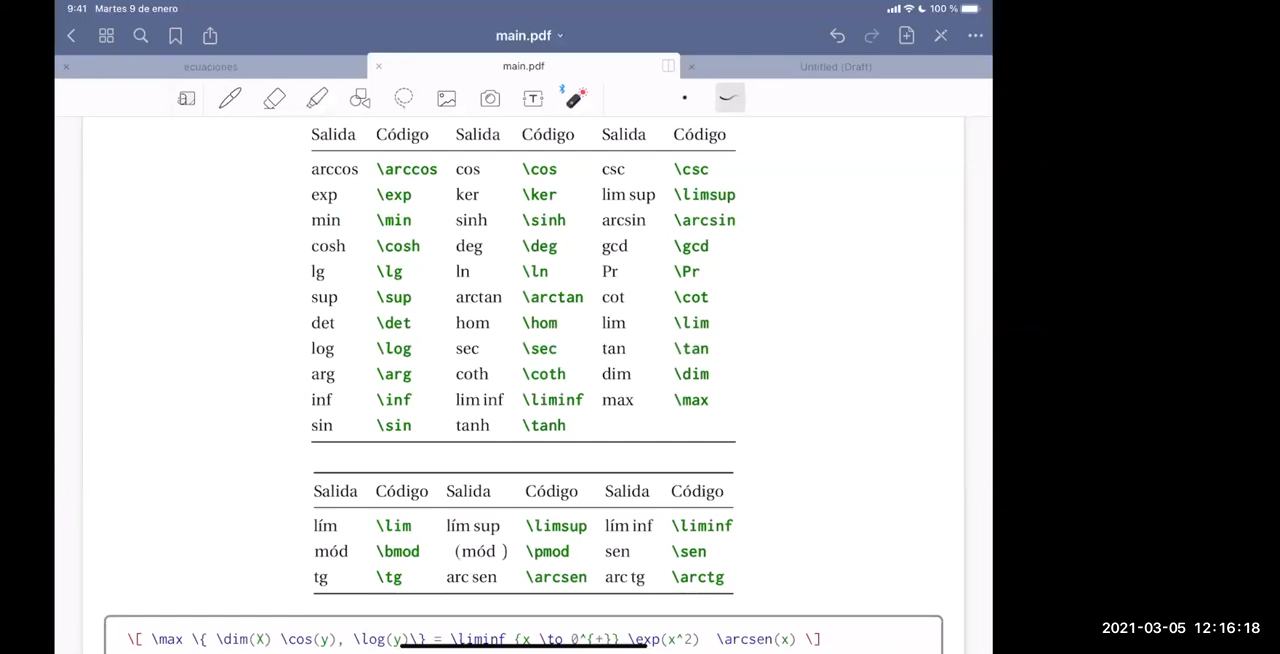 9:41 Martes 9 de enero 100 %
main.pdf
ecuaciones main.pdf Untitled (Draft)
Salida Código Salida Código Salida Código
arccos \arccos cos \cos csc \csc
exp \exp ker \ker lim sup \limsup
min \min sinh \sinh arcsin \arcsin
cosh \cosh deg \deg gcd \gcd
lg \lg ln \ln Pr \Pr
sup \sup arctan \arctan cot \cot
det \det hom \hom lim \lim
log \log sec \sec tan \tan
arg \arg coth \coth dim \dim
inf \inf lim inf \liminf max \max
sin \sin tanh \tanh
Salida Código Salida Código Salida Código
lím \lim lím sup \limsup lím inf \liminf
mód \bmod (mód ) \pmod sen \sen
tg \tg arc sen \arcsen arc tg \arctg
\[ \max \{ \dim(X) \cos(y), \log(y)\} = \liminf_{x \to 0^{+}} \exp(x^2) \arcsen(x) \]
2021-03-05 12:16:18